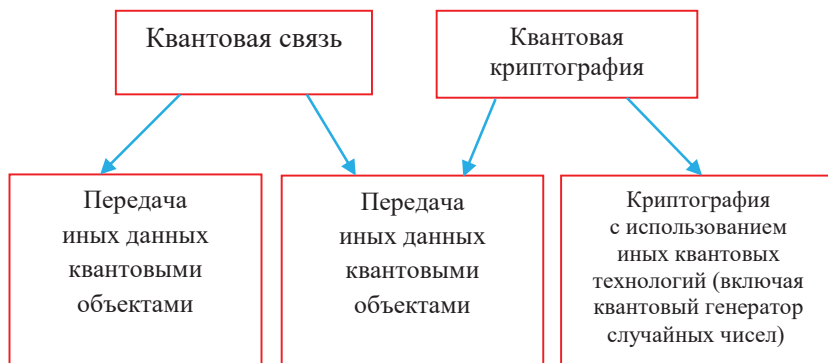 Квантовая связь
Квантовая
криптография
Передача
иных данных
квантовыми
объектами
Передача
иных данных
квантовыми
объектами
Криптография
с использованием
иных квантовых
технологий (включая
квантовый генератор
случайных чисел)